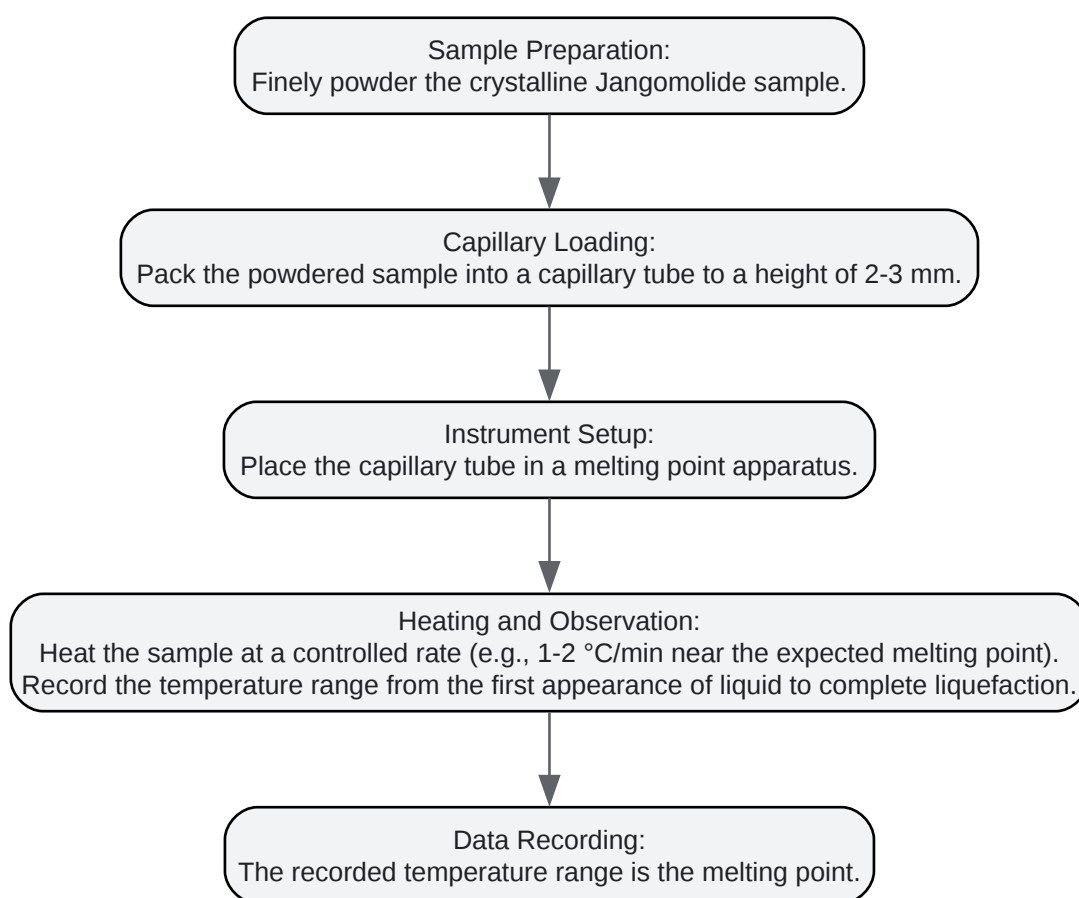 Sample Preparation:
Finely powder the crystalline Jangomolide sample.
Capillary Loading:
Pack the powdered sample into a capillary tube to a height of 2-3 mm.
Instrument Setup:
Place the capillary tube in a melting point apparatus.
Heating and Observation:
Heat the sample at a controlled rate (e.g., 1-2 °C/min near the expected melting point).
Record the temperature range from the first appearance of liquid to complete liquefaction.
Data Recording:
The recorded temperature range is the melting point.